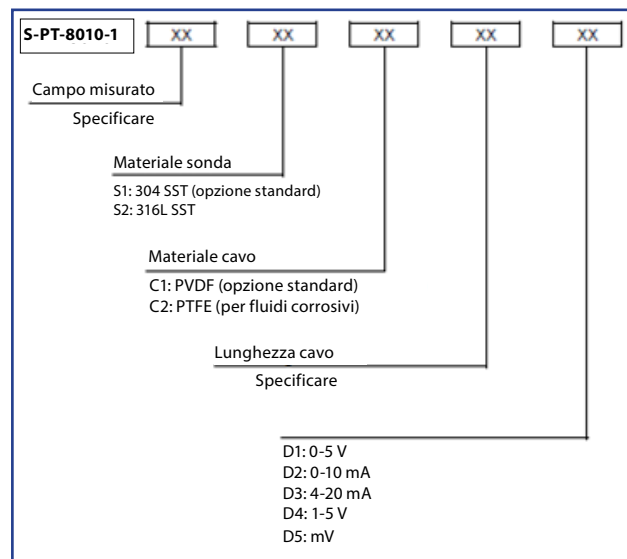 S-PT-8010-1 XX XX XX XX XX
Campo misurato
Specificare
Materiale sonda
S1: 304 SST (opzione standard)
S2: 316L SST
Materiale cavo
C1: PVDF (opzione standard)
C2: PTFE (per fluidi corrosivi)
Lunghezza cavo
Specificare
D1: 0-5 V
D2: 0-10 mA
D3: 4-20 mA
D4: 1-5 V
D5: mV